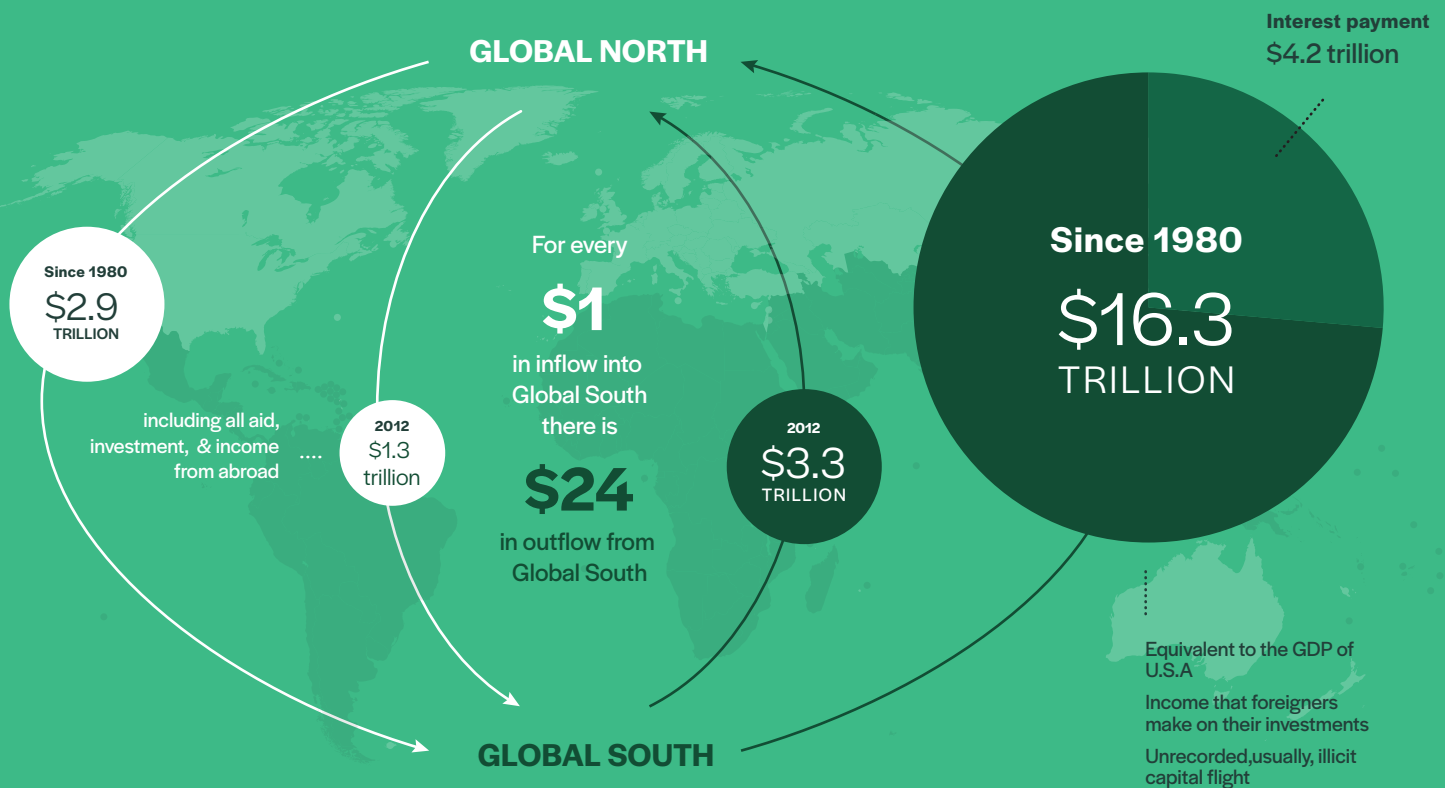 Interest payment
$4.2 trillion
GLOBAL NORTH
Since 1980
$2.9
TRILLION
including all aid,
investment, & income
from abroad
....
2012
$1.3
trillion
For every
$1
in inflow into
Global South
there is
$24
in outflow from
Global South
2012
$3.3
TRILLION
Since 1980
$16.3
TRILLION
Equivalent to the GDP of
U.S.A
Income that foreigners
make on their investments
Unrecorded,usually, illicit
capital flight
GLOBAL SOUTH